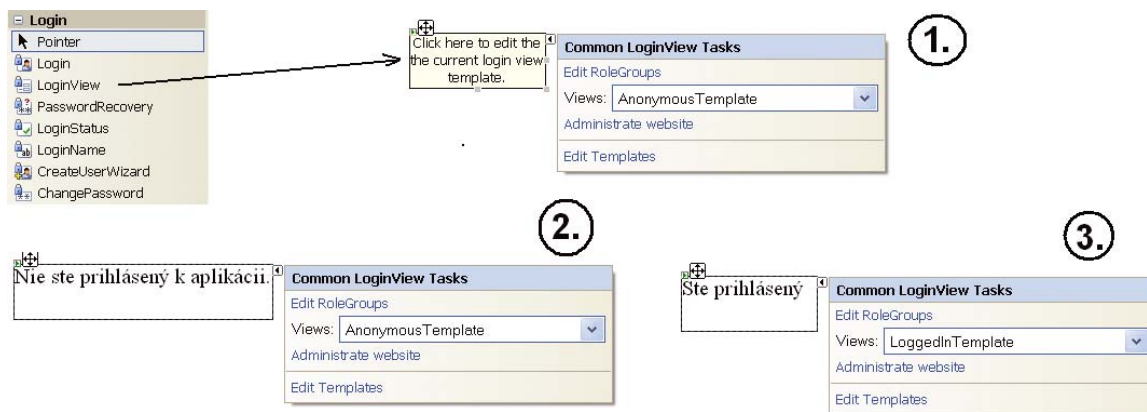 Login
Pointer
Login
LoginView
PasswordRecovery
LoginStatus
LoginName
CreateUserWizard
ChangePassword
Click here to edit the
the current login view
template.
Common LoginView Tasks
Edit RoleGroups
Views: AnonymousTemplate
Administrate website
Edit Templates
1.
2.
Nie ste prihlásený k aplikácii.
Common LoginView Tasks
Edit RoleGroups
Views: AnonymousTemplate
Administrate website
Edit Templates
3.
Ste prihlásený
Common LoginView Tasks
Edit RoleGroups
Views: LoggedInTemplate
Administrate website
Edit Templates